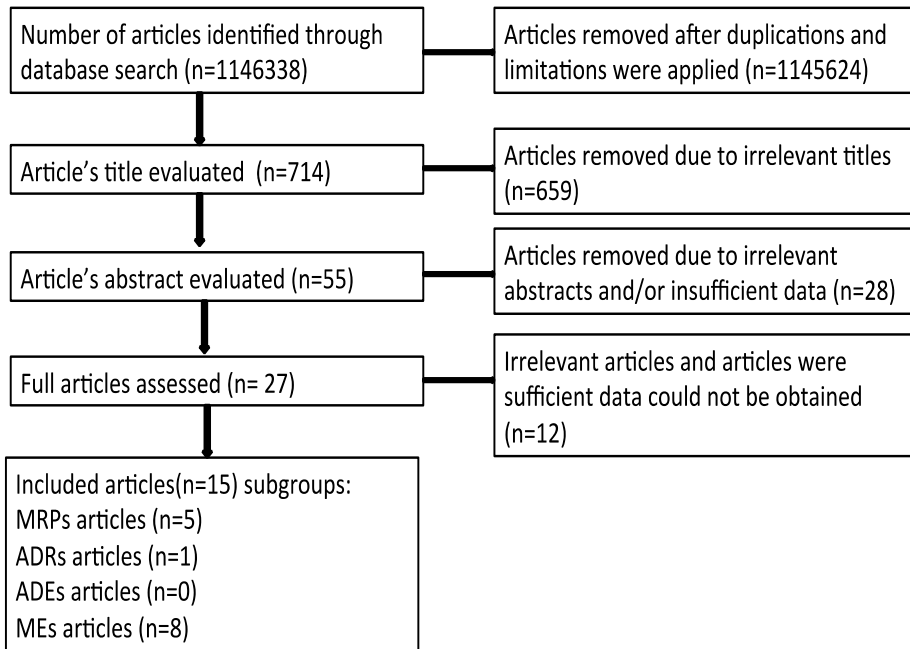 Number of articles identified through
database search (n=1146338)
Articles removed after duplications and
limitations were applied (n=1145624)
Article's title evaluated (n=714)
Articles removed due to irrelevant titles
(n=659)
Article's abstract evaluated (n=55)
Articles removed due to irrelevant
abstracts and/or insufficient data (n=28)
Full articles assessed (n= 27)
Irrelevant articles and articles were
sufficient data could not be obtained
(n=12)
Included articles(n=15) subgroups:
MRPs articles (n=5)
ADRs articles (n=1)
ADEs articles (n=0)
MEs articles (n=8)